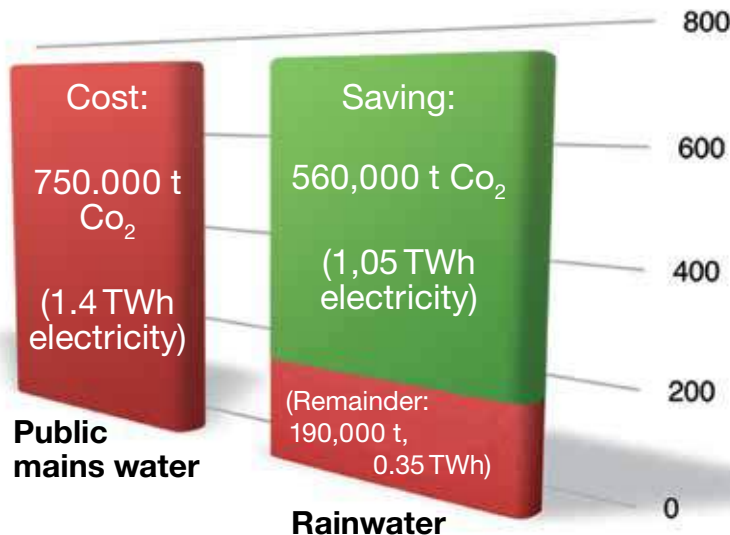 Cost:
750.000 t
Co₂
(1.4 TWh
electricity)
Public
mains water
Saving:
560,000 t Co₂
(1,05 TWh
electricity)
(Remainder:
190,000 t,
0.35 TWh)
Rainwater
800
600
400
200
0